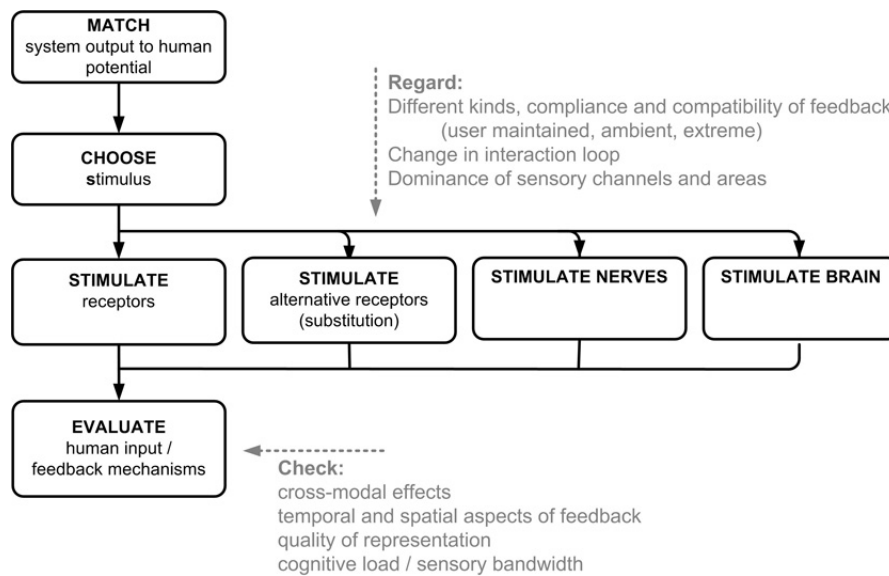 MATCH
system output to human
potential
Regard:
Different kinds, compliance and compatibility of feedback
(user maintained, ambient, extreme)
Change in interaction loop
Dominance of sensory channels and areas
CHOOSE
stimulus
STIMULATE
receptors
STIMULATE
alternative receptors
(substitution)
STIMULATE NERVES
STIMULATE BRAIN
EVALUATE
human input /
feedback mechanisms
Check:
cross-modal effects
temporal and spatial aspects of feedback
quality of representation
cognitive load / sensory bandwidth